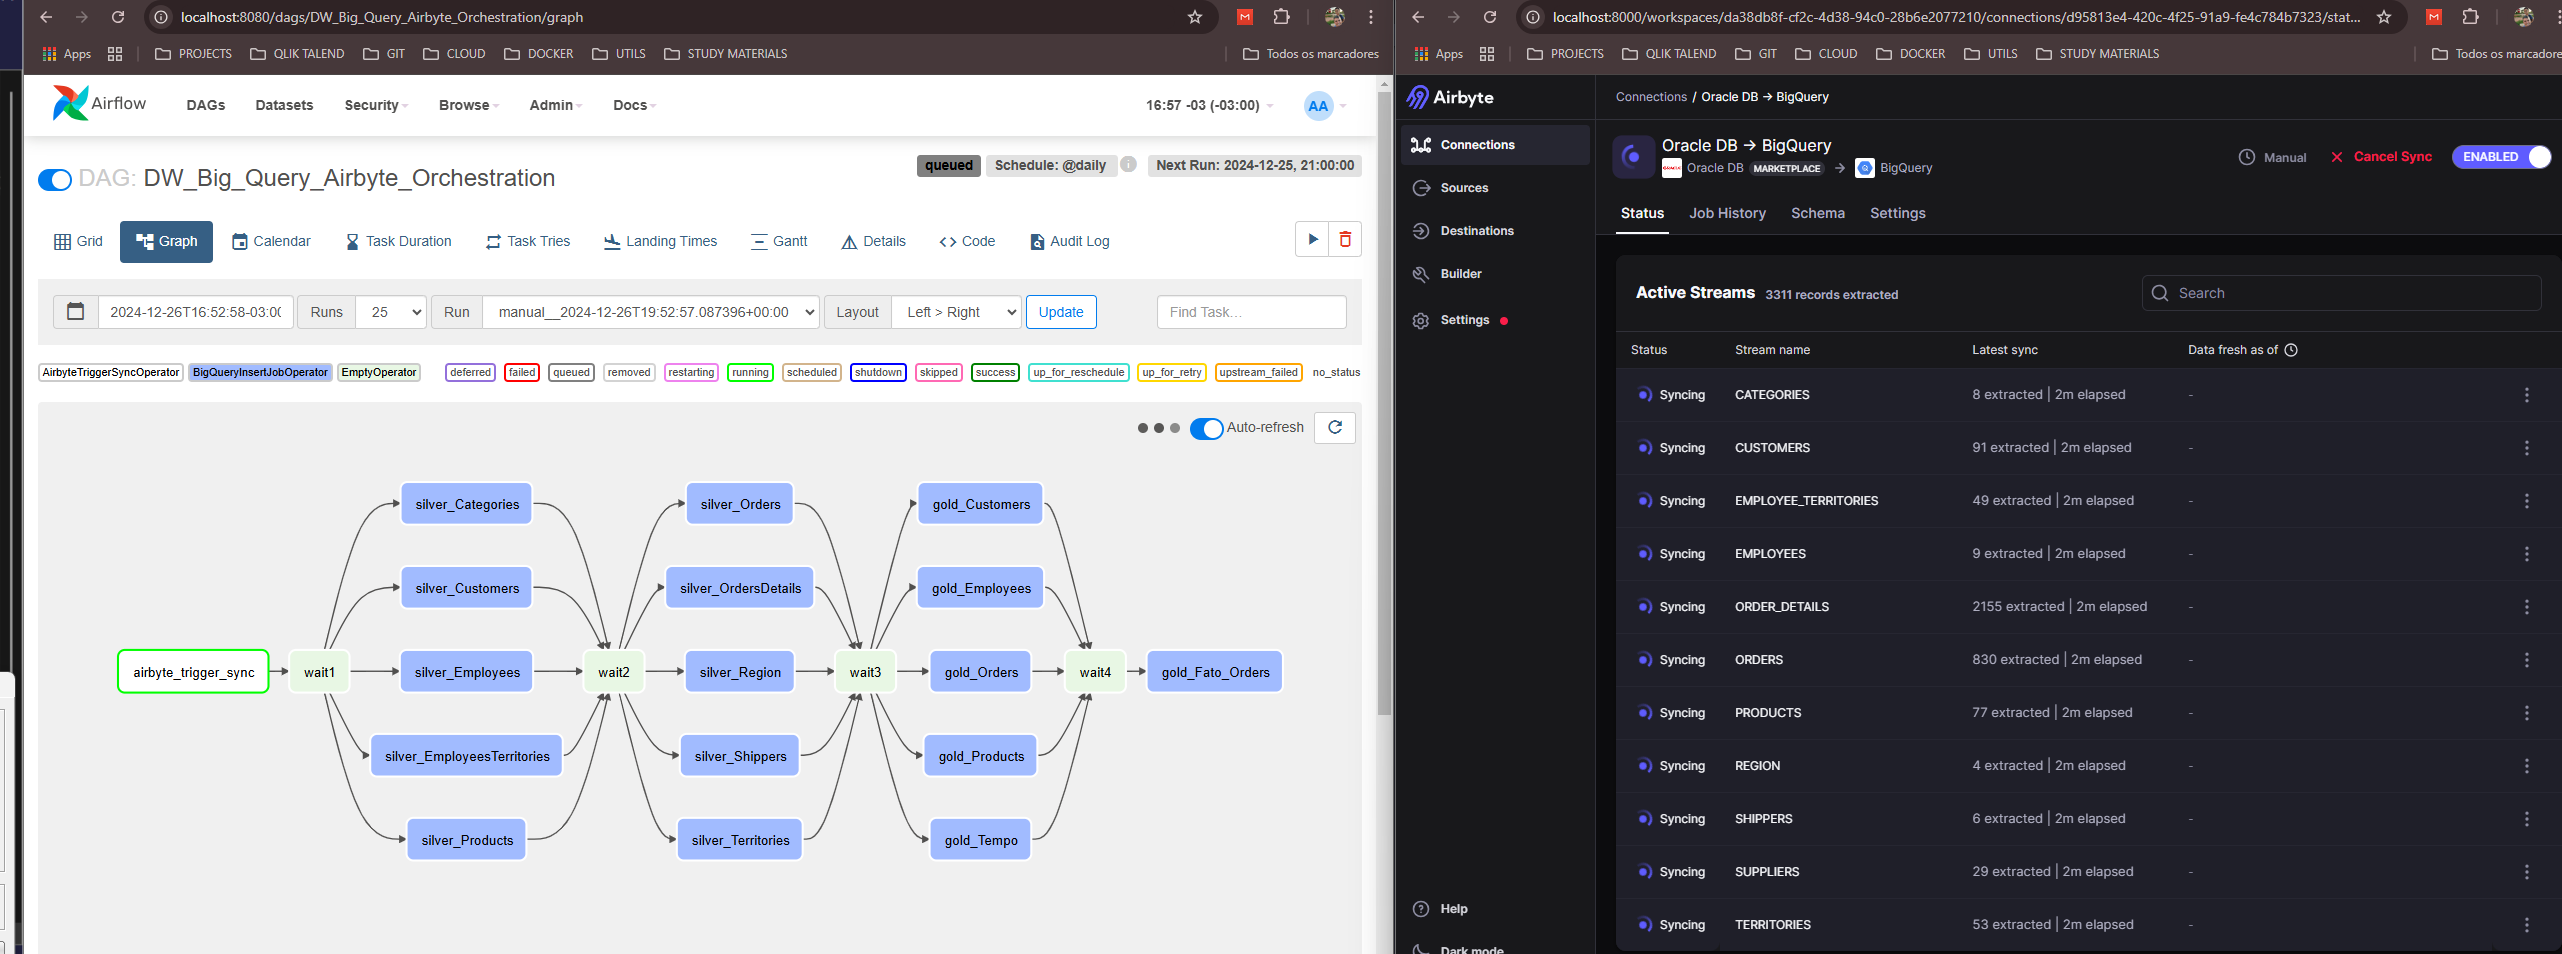 localhost:8080/dags/DW_Big_Query_Airbyte_Orchestration/graph
Apps PROJECTS QLIK TALEND GIT CLOUD DOCKER UTILS STUDY MATERIALS Todos os marcadores
Airflow DAGs Datasets Security Browse Admin Docs 16:57 -03 (-03:00) AA
DAG: DW_Big_Query_Airbyte_Orchestration queued Schedule: @daily Next Run: 2024-12-25, 21:00:00
Grid Graph Calendar Task Duration Task Tries Landing Times Gantt Details Code Audit Log
2024-12-26T16:52:58-03:00 Runs 25 Run manual__2024-12-26T19:52:57.087396+00:00 Layout Left > Right Update Find Task...
AirbyteTriggerSyncOperator BigQueryInsertJobOperator EmptyOperator deferred failed queued removed restarting running scheduled shutdown skipped success up_for_reschedule up_for_retry upstream_failed no_status
Auto-refresh
silver_Categories silver_Orders gold_Customers
silver_Customers silver_OrdersDetails gold_Employees
airbyte_trigger_sync wait1 silver_Employees wait2 silver_Region wait3 gold_Orders wait4 gold_Fato_Orders
silver_EmployeesTerritories silver_Shippers gold_Products
silver_Products silver_Territories gold_Tempo
localhost:8000/workspaces/da38db8f-cf2c-4d38-94c0-28b6e2077210/connections/d95813e4-420c-4f25-91a9-fe4c784b7323/stat...
Apps PROJECTS QLIK TALEND GIT CLOUD DOCKER UTILS STUDY MATERIALS Todos os marcadore
Airbyte
Connections
Sources
Destinations
Builder
Settings
Help
Dark mode
Connections / Oracle DB → BigQuery
Oracle DB → BigQuery
Oracle DB MARKETPLACE → BigQuery
Manual Cancel Sync ENABLED
Status Job History Schema Settings
Active Streams 3311 records extracted Search
Status Stream name Latest sync Data fresh as of
Syncing CATEGORIES 8 extracted | 2m elapsed -
Syncing CUSTOMERS 91 extracted | 2m elapsed -
Syncing EMPLOYEE_TERRITORIES 49 extracted | 2m elapsed -
Syncing EMPLOYEES 9 extracted | 2m elapsed -
Syncing ORDER_DETAILS 2155 extracted | 2m elapsed -
Syncing ORDERS 830 extracted | 2m elapsed -
Syncing PRODUCTS 77 extracted | 2m elapsed -
Syncing REGION 4 extracted | 2m elapsed -
Syncing SHIPPERS 6 extracted | 2m elapsed -
Syncing SUPPLIERS 29 extracted | 2m elapsed -
Syncing TERRITORIES 53 extracted | 2m elapsed -